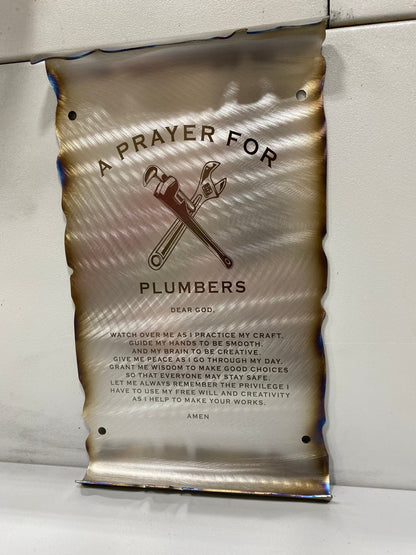 A PRAYER FOR
PLUMBERS
DEAR GOD,
WATCH OVER ME AS I PRACTICE MY CRAFT.
GUIDE MY HANDS TO BE SMOOTH.
AND MY BRAIN TO BE CREATIVE.
GIVE ME PEACE AS I GO THROUGH MY DAY.
GRANT ME WISDOM TO MAKE GOOD CHOICES
SO THAT EVERYONE MAY STAY SAFE.
LET ME ALWAYS REMEMBER THE PRIVILEGE I
HAVE TO USE MY FREE WILL AND CREATIVITY
AS I HELP TO MAKE YOUR WORKS.
AMEN